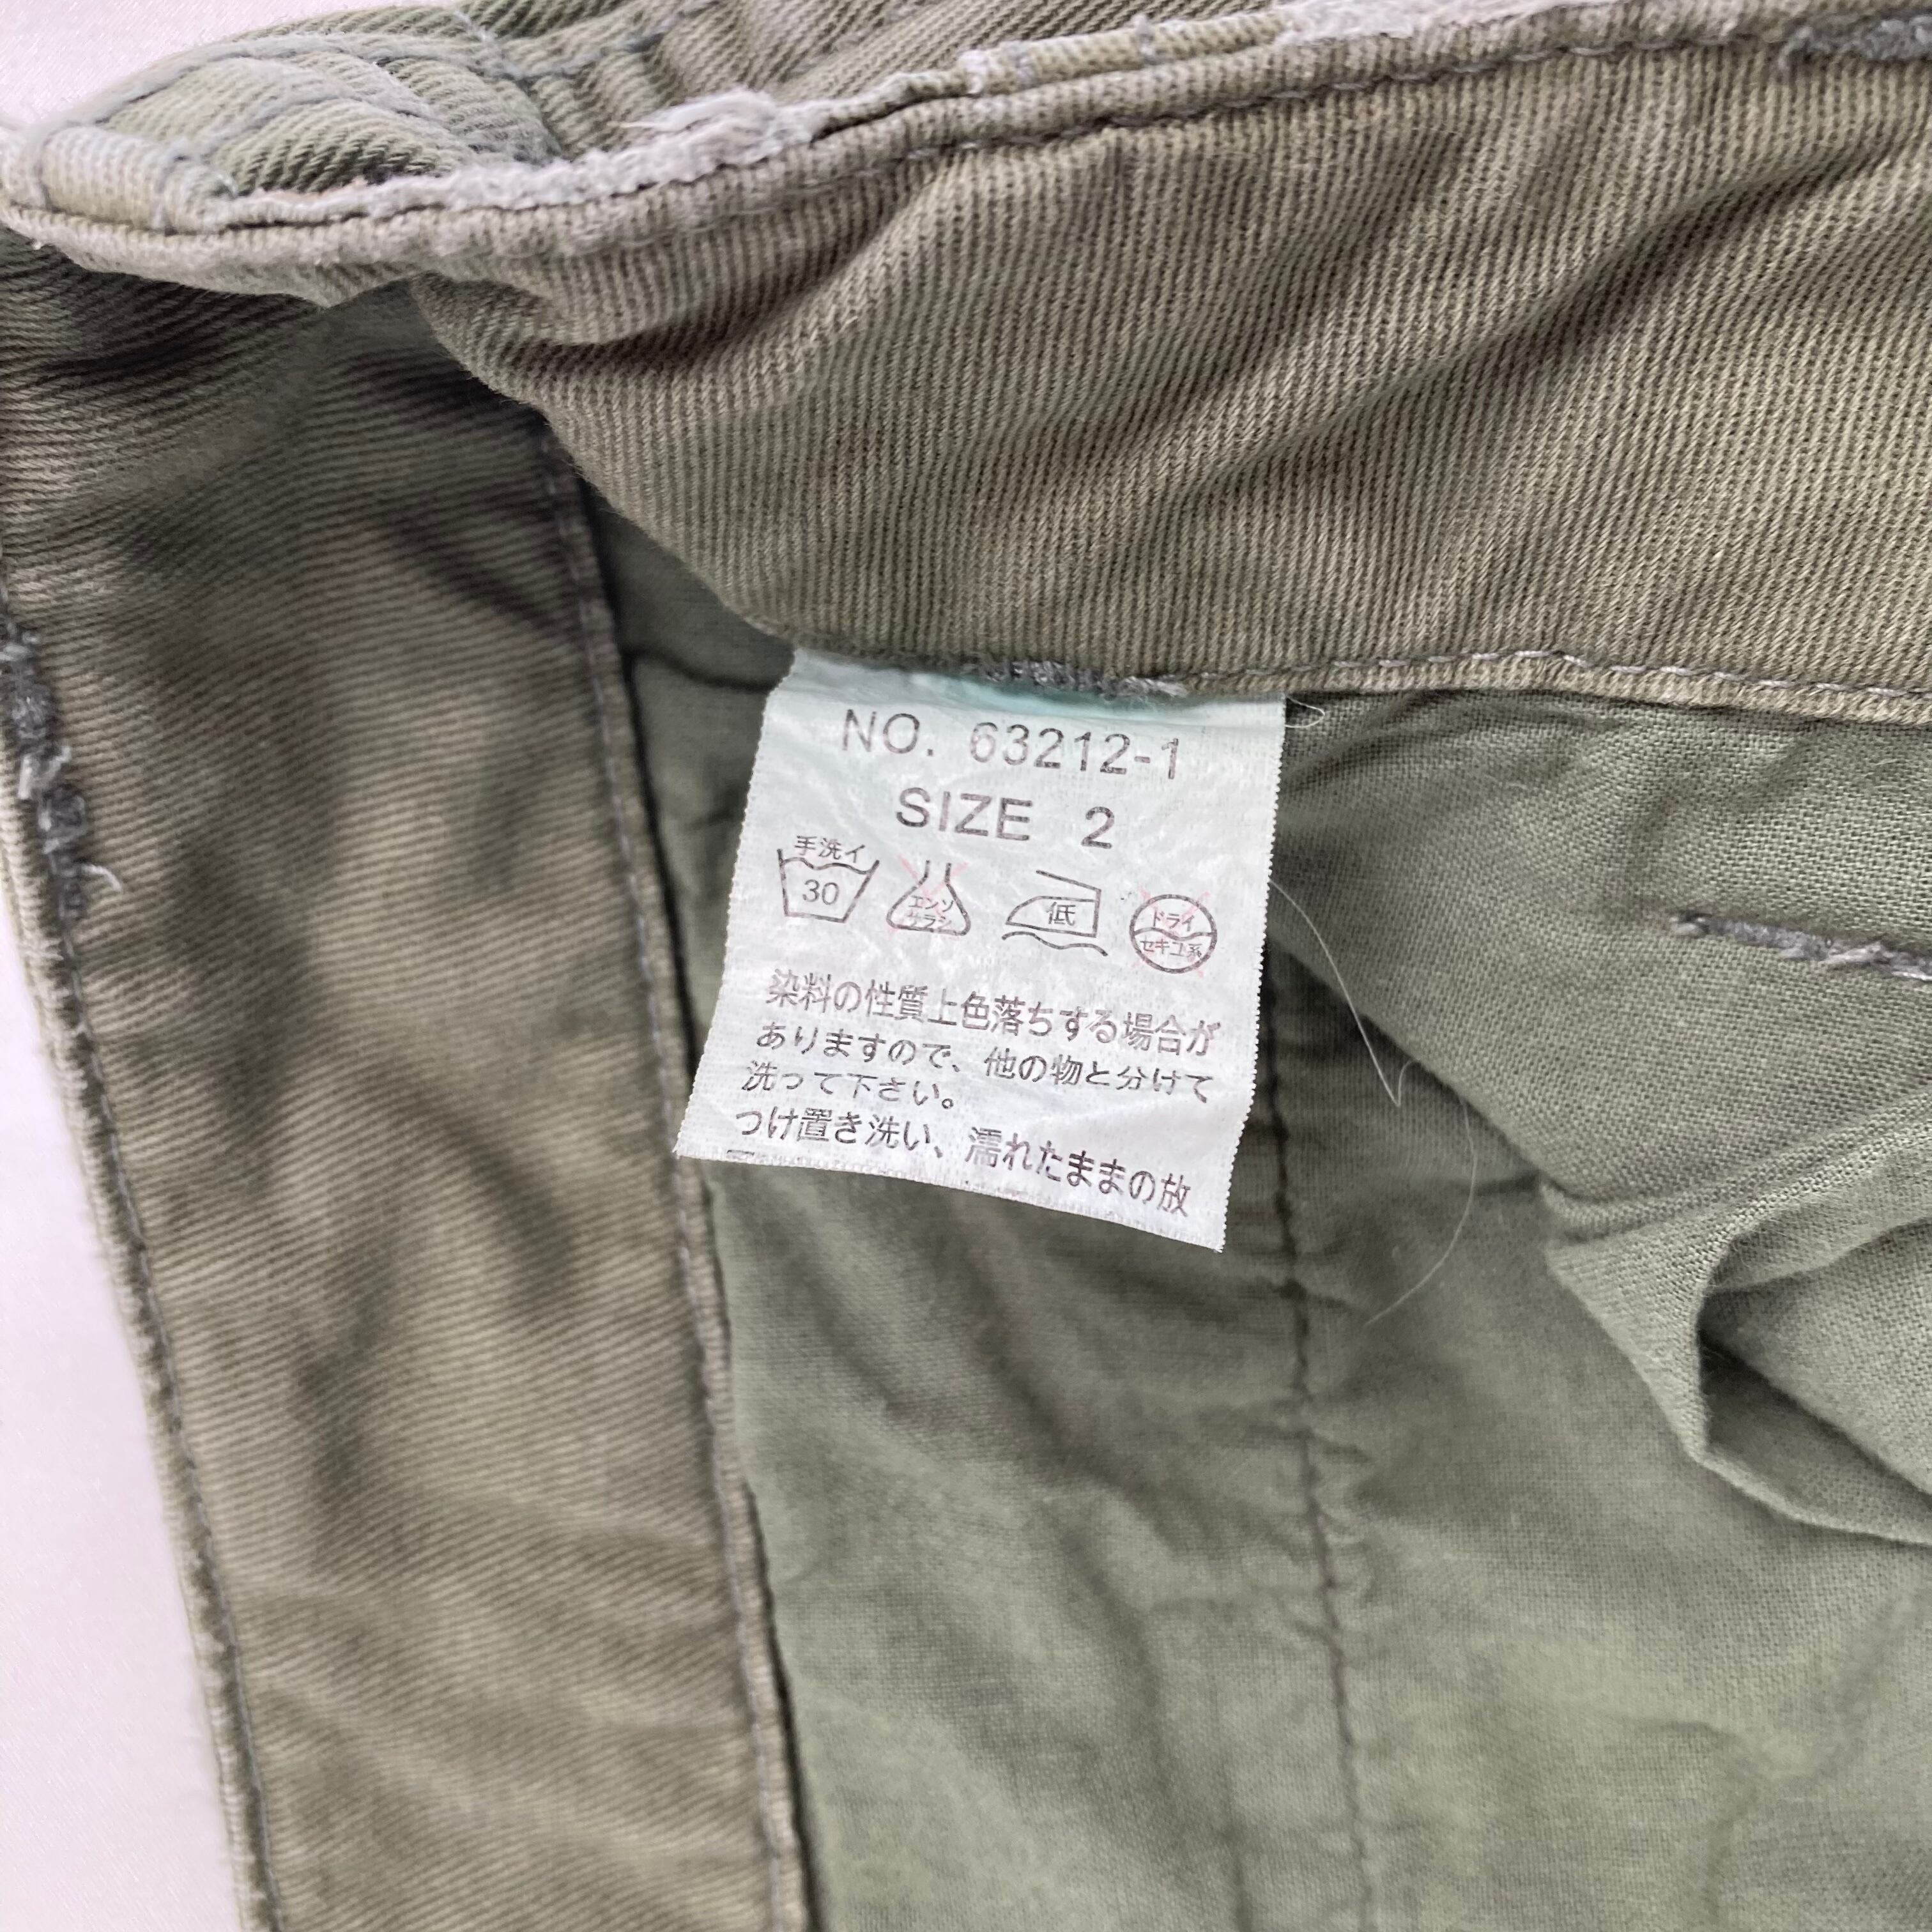 NO. 63212-1
SIZE 2
手洗イ
30
エンソ
サラシ
低
ドライ
セキユ系
染料の性質上色落ちする場合が
ありますので、他の物と分けて
洗って下さい。
つけ置き洗い、濡れたままの放